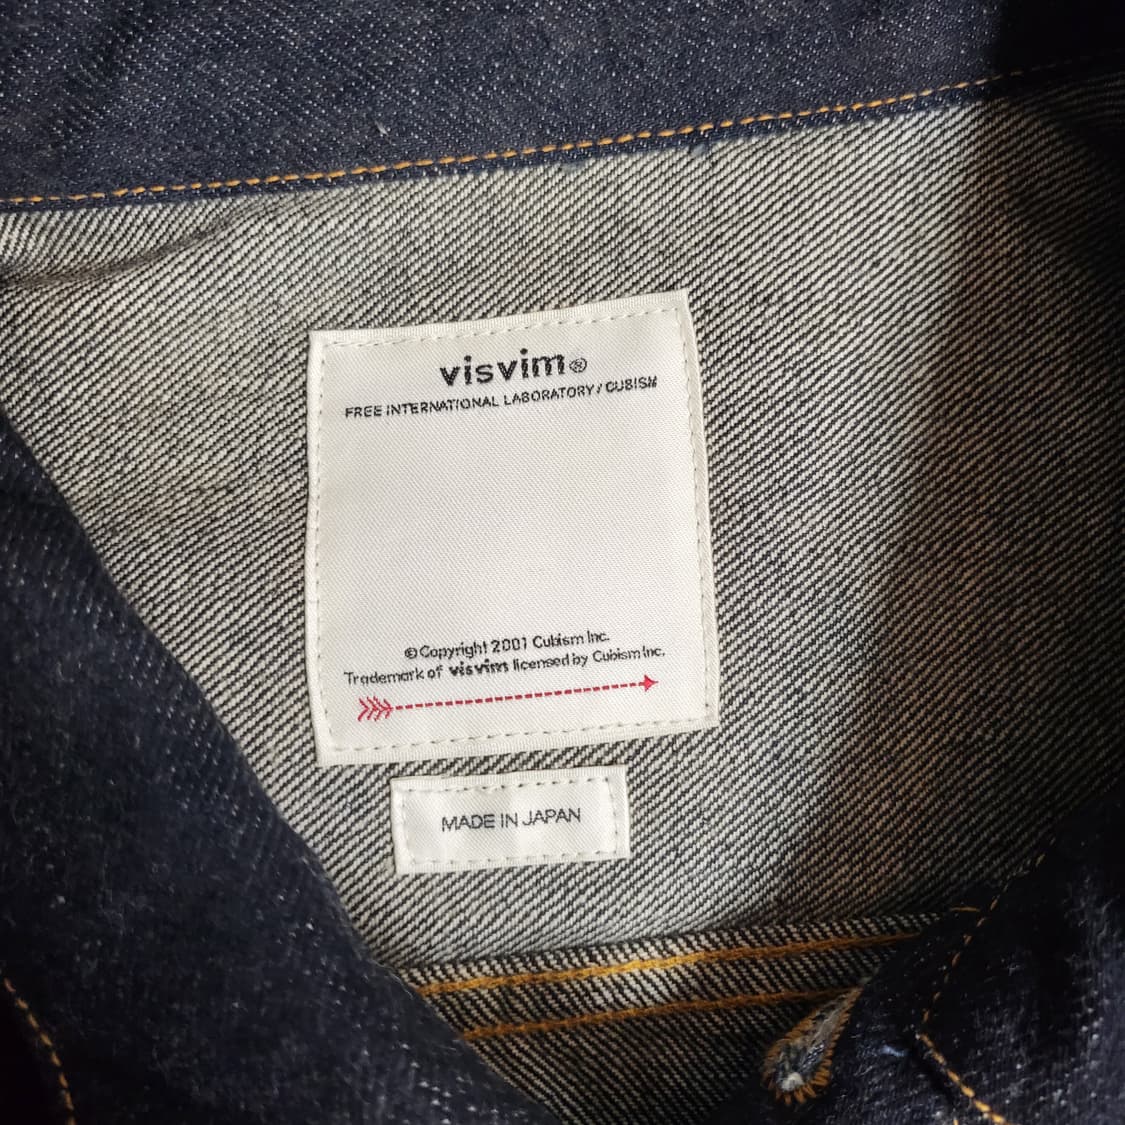 visvim®
FREE INTERNATIONAL LABORATORY / CUBISM
© Copyright 2001 Cubism Inc.
Trademark of visvim licensed by Cubism Inc.
MADE IN JAPAN